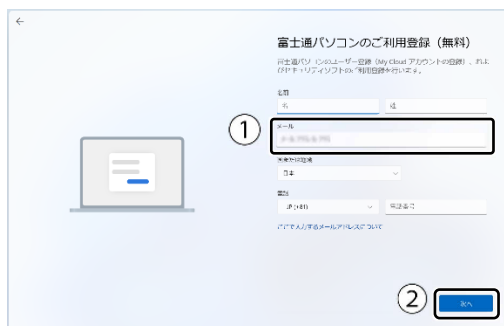 ←
富士通パソコンのご利用登録（無料）
富士通パソコンのユーザー登録（My Cloud アカウントの登録）、およ
びセキュリティソフトのご利用登録を行います。
名前
名
姓
①
メール
国または地域
日本
電話
JP (+81)
電話番号
ここで入力するメールアドレスについて
②
次へ